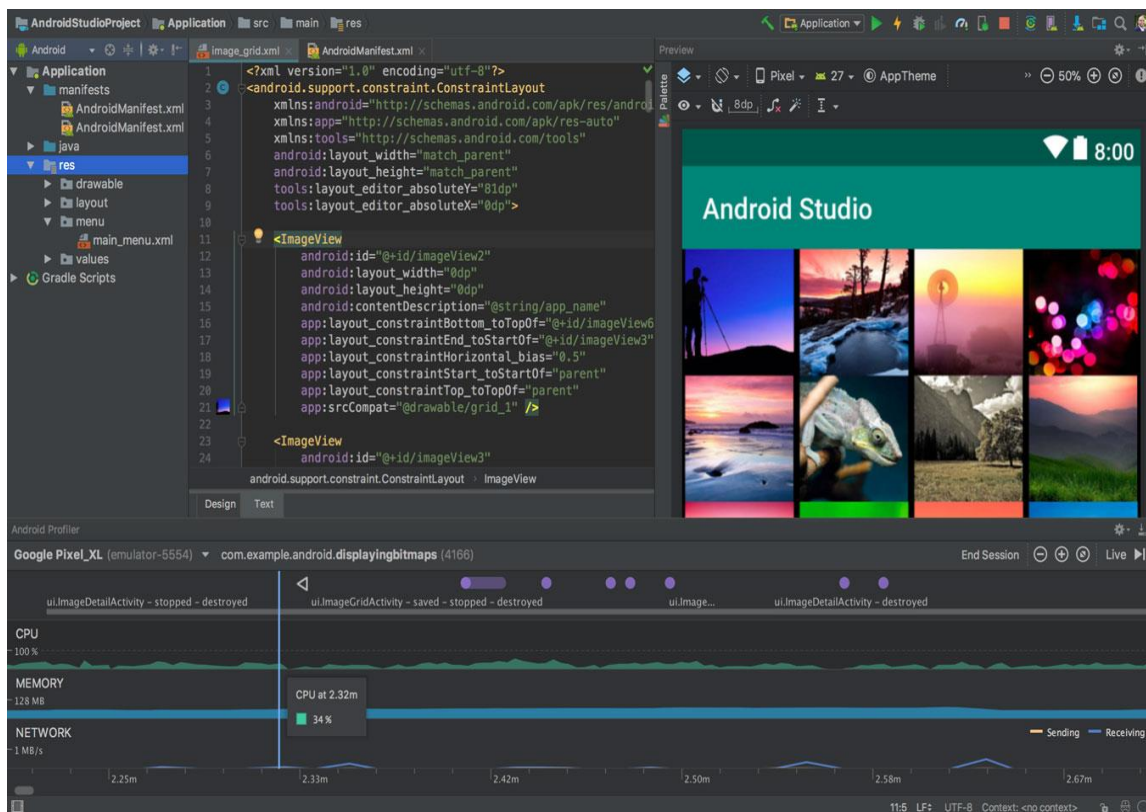 AndroidStudioProject Application src main res Application
Android image_grid.xml AndroidManifest.xml Preview
Application
manifests
AndroidManifest.xml
AndroidManifest.xml
java
res
drawable
layout
menu
main_menu.xml
values
Gradle Scripts
1 <?xml version="1.0" encoding="utf-8"?>
2 <android.support.constraint.ConstraintLayout
3 xmlns:android="http://schemas.android.com/apk/res/androi
4 xmlns:app="http://schemas.android.com/apk/res-auto"
5 xmlns:tools="http://schemas.android.com/tools"
6 android:layout_width="match_parent"
7 android:layout_height="match_parent"
8 tools:layout_editor_absoluteY="81dp"
9 tools:layout_editor_absoluteX="0dp">
10
11 <ImageView
12 android:id="@+id/imageView2"
13 android:layout_width="0dp"
14 android:layout_height="0dp"
15 android:contentDescription="@string/app_name"
16 app:layout_constraintBottom_toTopOf="@+id/imageView6
17 app:layout_constraintEnd_toStartOf="@+id/imageView3"
18 app:layout_constraintHorizontal_bias="0.5"
19 app:layout_constraintStart_toStartOf="parent"
20 app:layout_constraintTop_toTopOf="parent"
21 app:srcCompat="@drawable/grid_1" />
22
23 <ImageView
24 android:id="@+id/imageView3"
android.support.constraint.ConstraintLayout › ImageView
Design Text
Palette
Pixel 27 AppTheme » 50%
8dp
8:00
Android Studio
Android Profiler
Google Pixel_XL (emulator-5554) com.example.android.displayingbitmaps (4166) End Session Live
ui.ImageDetailActivity – stopped – destroyed ui.ImageGridActivity – saved – stopped – destroyed ui.Image... ui.ImageDetailActivity – destroyed
CPU
100 %
MEMORY
128 MB
CPU at 2.32m
34 %
NETWORK Sending Receiving
1 MB/s
2.25m 2.33m 2.42m 2.50m 2.58m 2.67m
11:5 LF÷ UTF-8 Context: <no context>